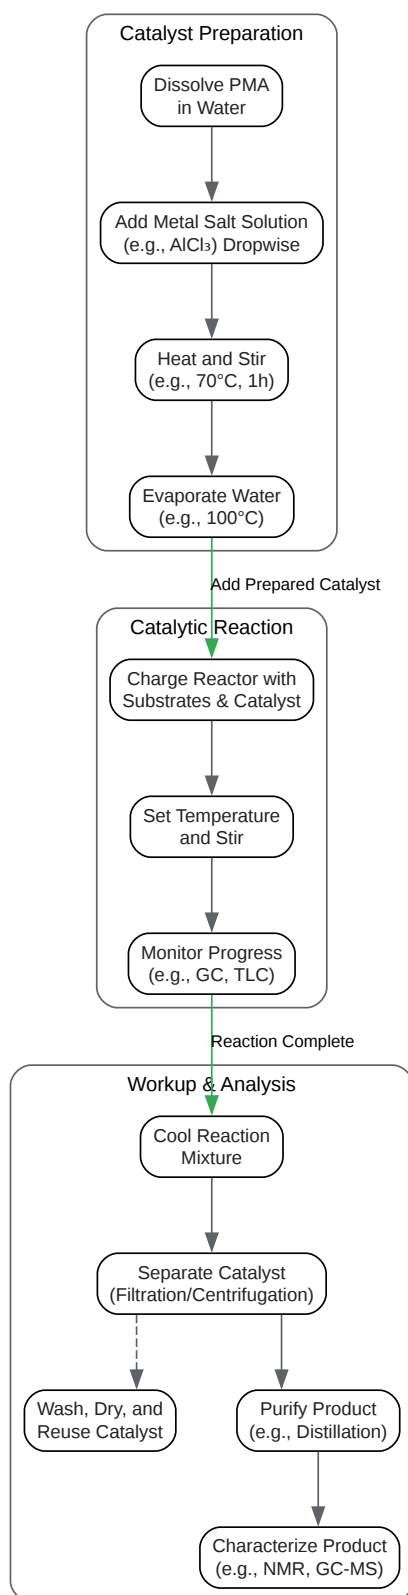 Catalyst Preparation
Dissolve PMA
in Water
Add Metal Salt Solution
(e.g., AlCl₃) Dropwise
Heat and Stir
(e.g., 70°C, 1h)
Evaporate Water
(e.g., 100°C)
Add Prepared Catalyst
Catalytic Reaction
Charge Reactor with
Substrates & Catalyst
Set Temperature
and Stir
Monitor Progress
(e.g., GC, TLC)
Reaction Complete
Workup & Analysis
Cool Reaction
Mixture
Separate Catalyst
(Filtration/Centrifugation)
Wash, Dry, and
Reuse Catalyst
Purify Product
(e.g., Distillation)
Characterize Product
(e.g., NMR, GC-MS)